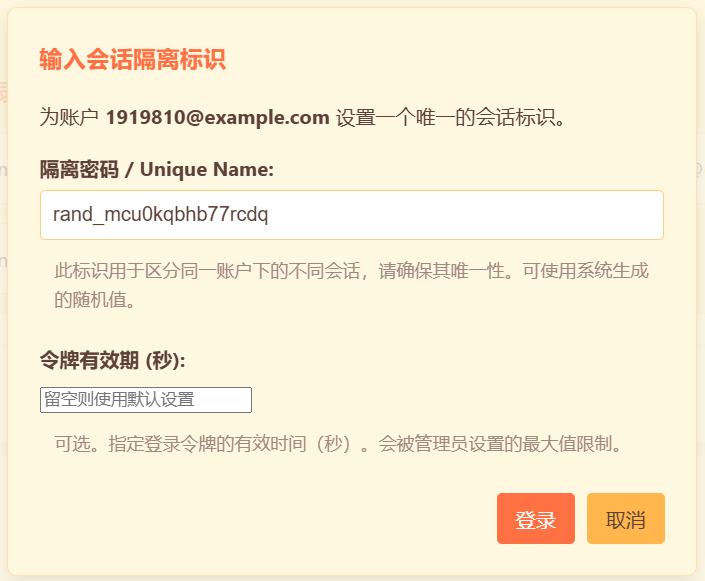 输入会话隔离标识
为账户 1919810@example.com 设置一个唯一的会话标识。
隔离密码 / Unique Name:
rand_mcu0kqbhb77rcdq
此标识用于区分同一账户下的不同会话，请确保其唯一性。可使用系统生成
的随机值。
令牌有效期 (秒):
留空则使用默认设置
可选。指定登录令牌的有效时间（秒）。会被管理员设置的最大值限制。
登录 取消